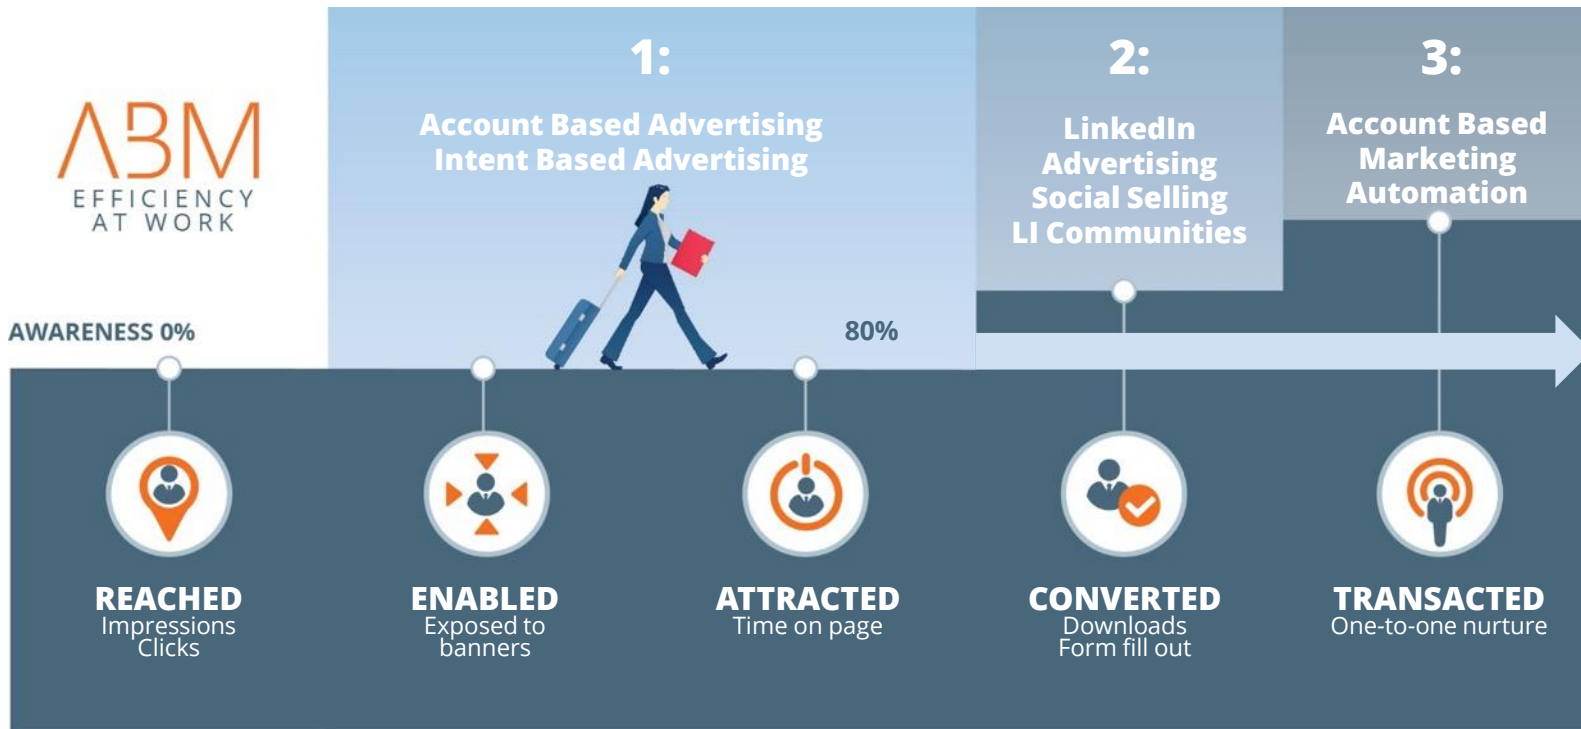 ABM
EFFICIENCY
AT WORK
AWARENESS 0%
1:
Account Based Advertising
Intent Based Advertising
80%
2:
LinkedIn
Advertising
Social Selling
LI Communities
3:
Account Based
Marketing
Automation
REACHED
Impressions
Clicks
ENABLED
Exposed to
banners
ATTRACTED
Time on page
CONVERTED
Downloads
Form fill out
TRANSACTED
One-to-one nurture